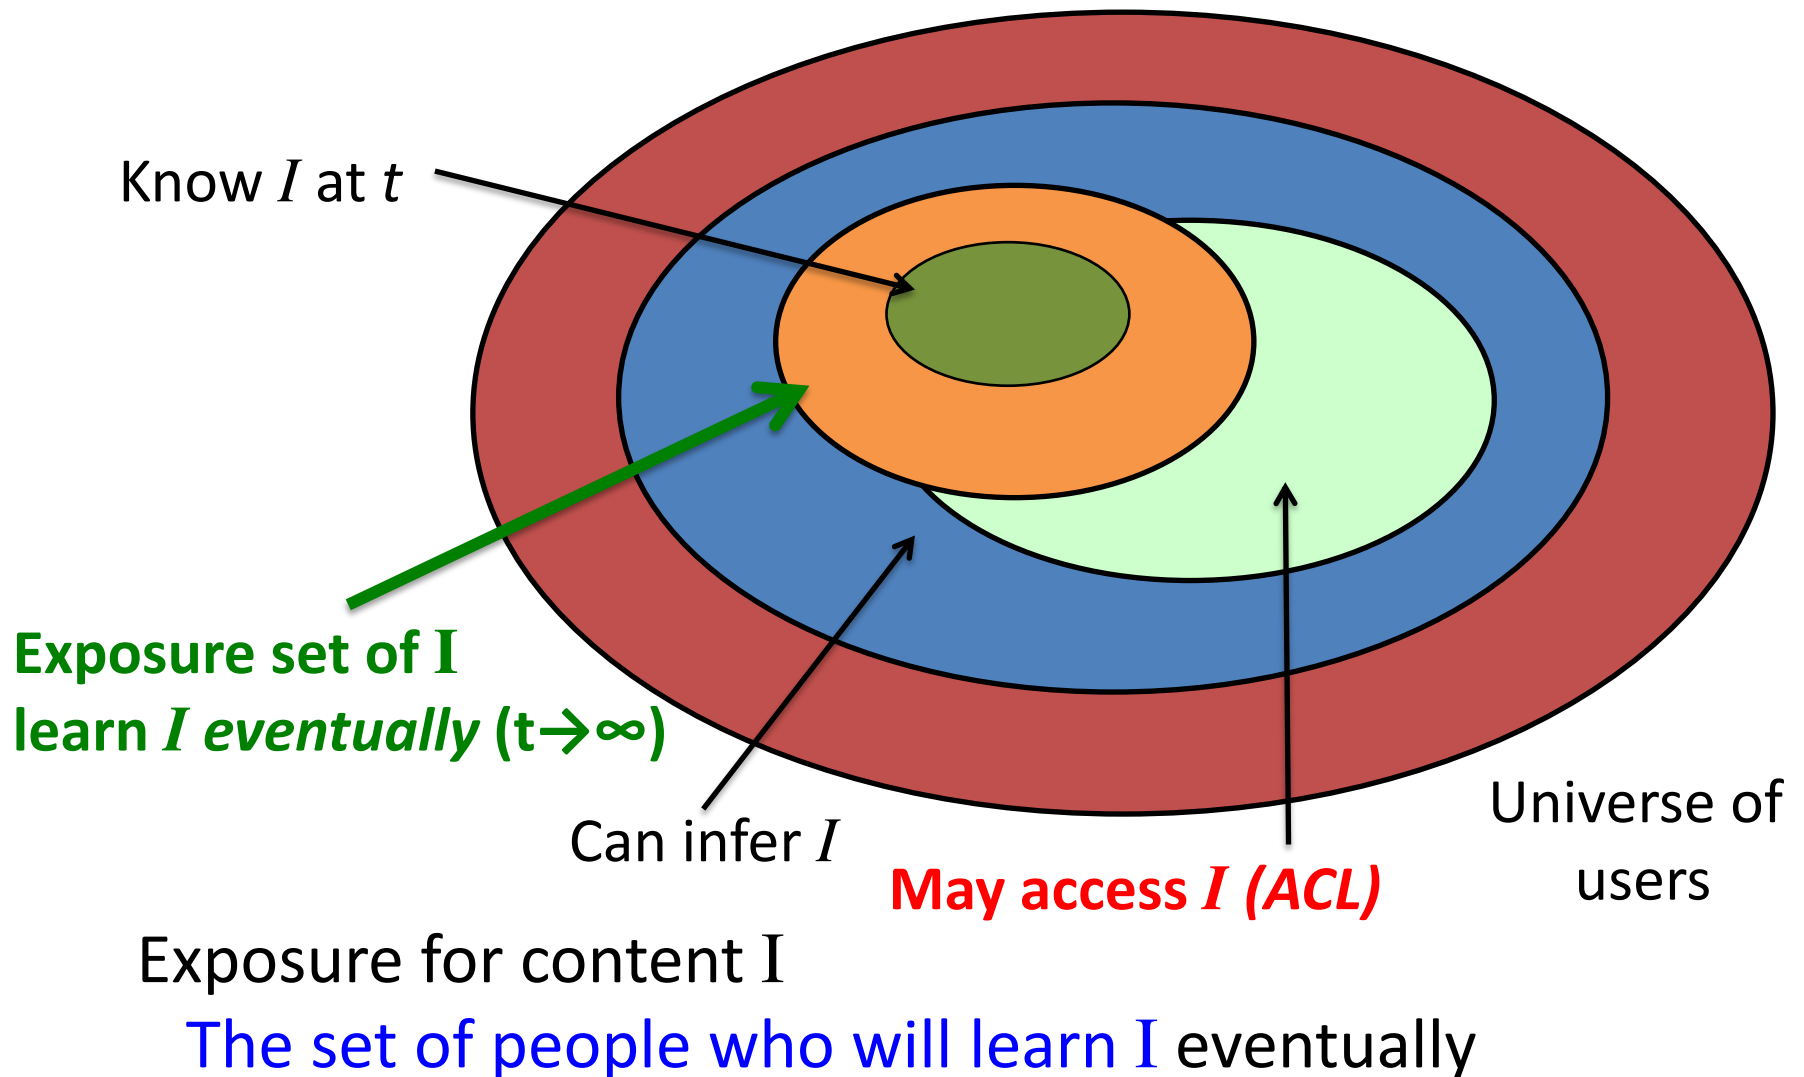 Know I at t
Exposure set of I
learn I eventually (t→∞)
Can infer I
May access I (ACL)
Universe of
users
Exposure for content I
The set of people who will learn I eventually